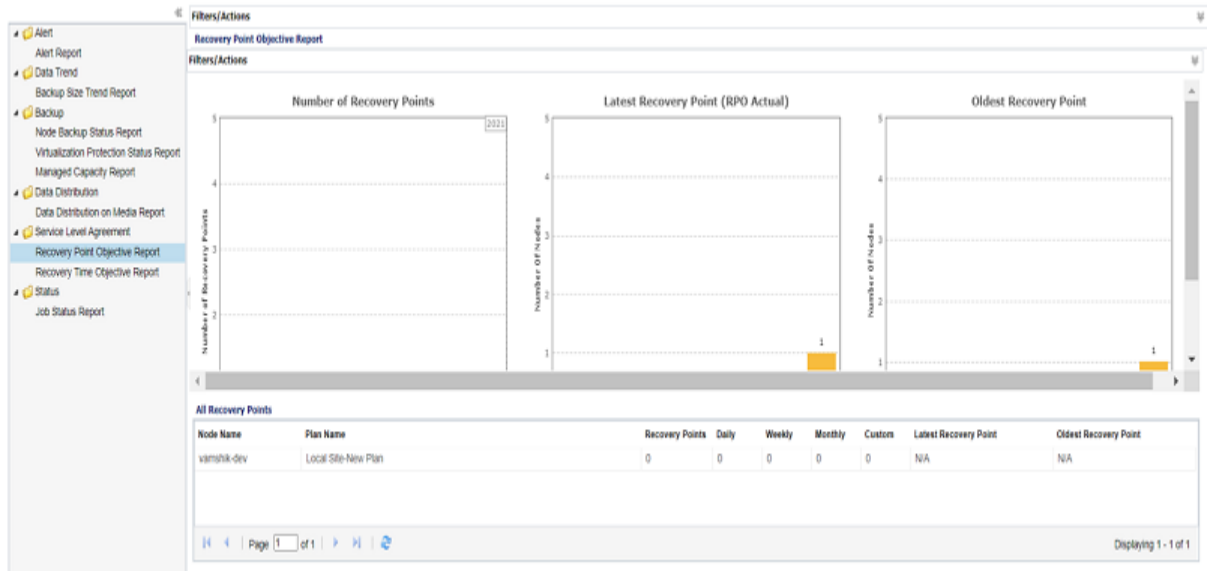 Alert
Alert Report
Data Trend
Backup Size Trend Report
Backup
Node Backup Status Report
Virtualization Protection Status Report
Managed Capacity Report
Data Distribution
Data Distribution on Media Report
Service Level Agreement
Recovery Point Objective Report
Recovery Time Objective Report
Status
Job Status Report
Filters/Actions
Recovery Point Objective Report
Filters/Actions
Number of Recovery Points
2021
5
4
3
2
Number of Recovery Points
Latest Recovery Point (RPO Actual)
5
4
3
2
1
Number Of Nodes
1
Oldest Recovery Point
5
4
3
2
1
Number Of Nodes
1
All Recovery Points
Node Name Plan Name Recovery Points Daily Weekly Monthly Custom Latest Recovery Point Oldest Recovery Point
vamshik-dev Local Site-New Plan 0 0 0 0 0 N/A N/A
Page 1 of 1
Displaying 1 - 1 of 1